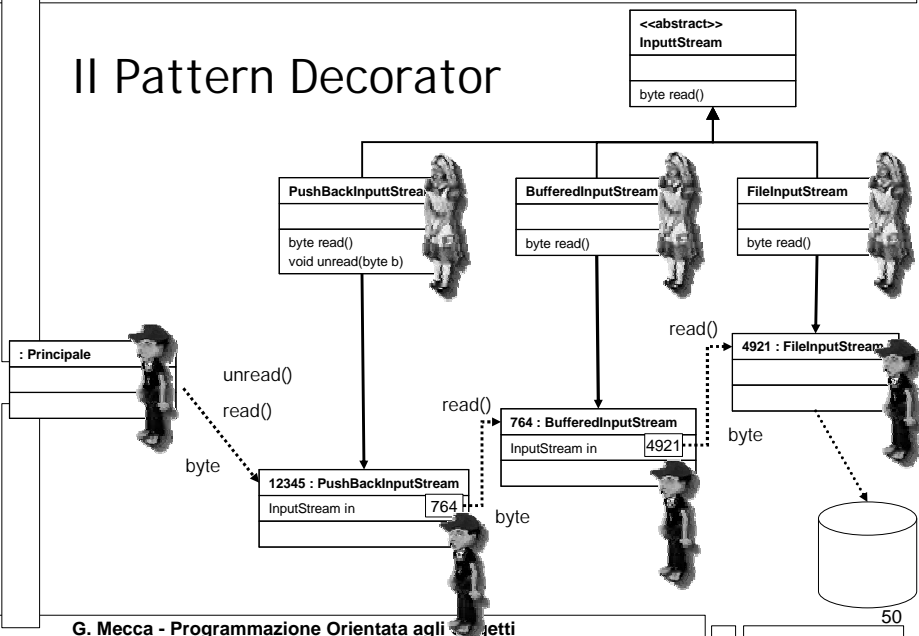 <<abstract>>
InputtStream
byte read()
Il Pattern Decorator
PushBackInputtStrea
byte read()
void unread(byte b)
BufferedInputStream
byte read()
FileInputStream
byte read()
: Principale
unread()
read()
byte
12345 : PushBackInputStream
InputStream in
764
read()
byte
764 : BufferedInputStream
InputStream in
4921
read()
byte
4921 : FileInputStream
50
G. Mecca - Programmazione Orientata agli